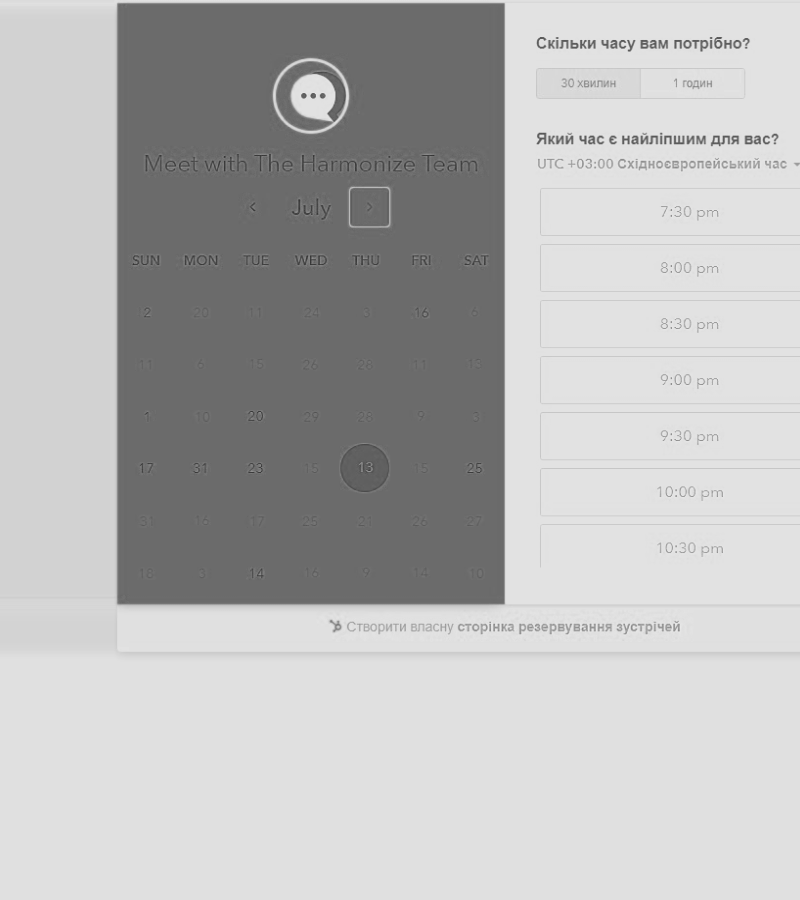 Meet with The Harmonize Team
July
SUN MON TUE WED THU FRI SAT
2 20 11 24 3 16
11 6 15 26 28 11 13
1 10 20 29 28 9 3
17 31 23 15 13 15 25
31 16 17 25 21 26 27
18 3 14 16 9 14 10
Скільки часу вам потрібно?
30 хвилин 1 годин
Який час є найліпшим для вас?
UTC +03:00 Східноєвропейський час
7:30 pm
8:00 pm
8:30 pm
9:00 pm
9:30 pm
10:00 pm
10:30 pm
Створити власну сторінка резервування зустрічей